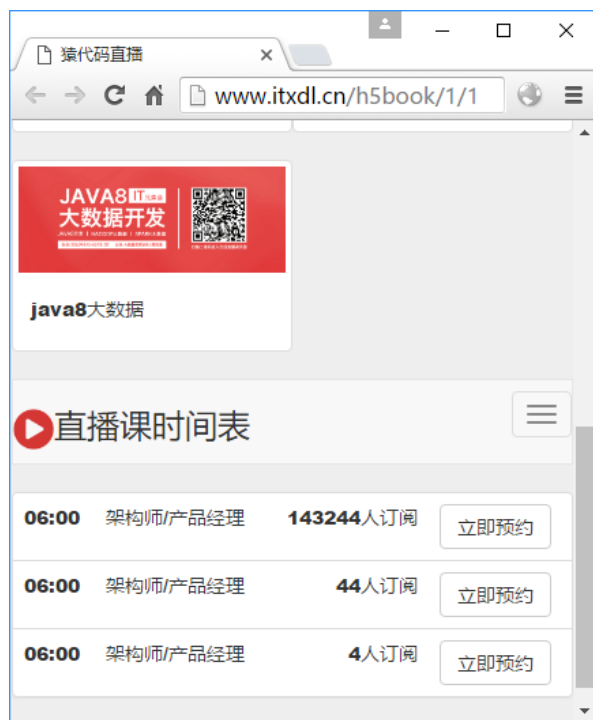 猿代码直播
www.itxdl.cn/h5book/1/1
JAVA8 IT
大数据开发
java8大数据
直播课时间表
06:00 架构师/产品经理 143244人订阅 立即预约
06:00 架构师/产品经理 44人订阅 立即预约
06:00 架构师/产品经理 4人订阅 立即预约